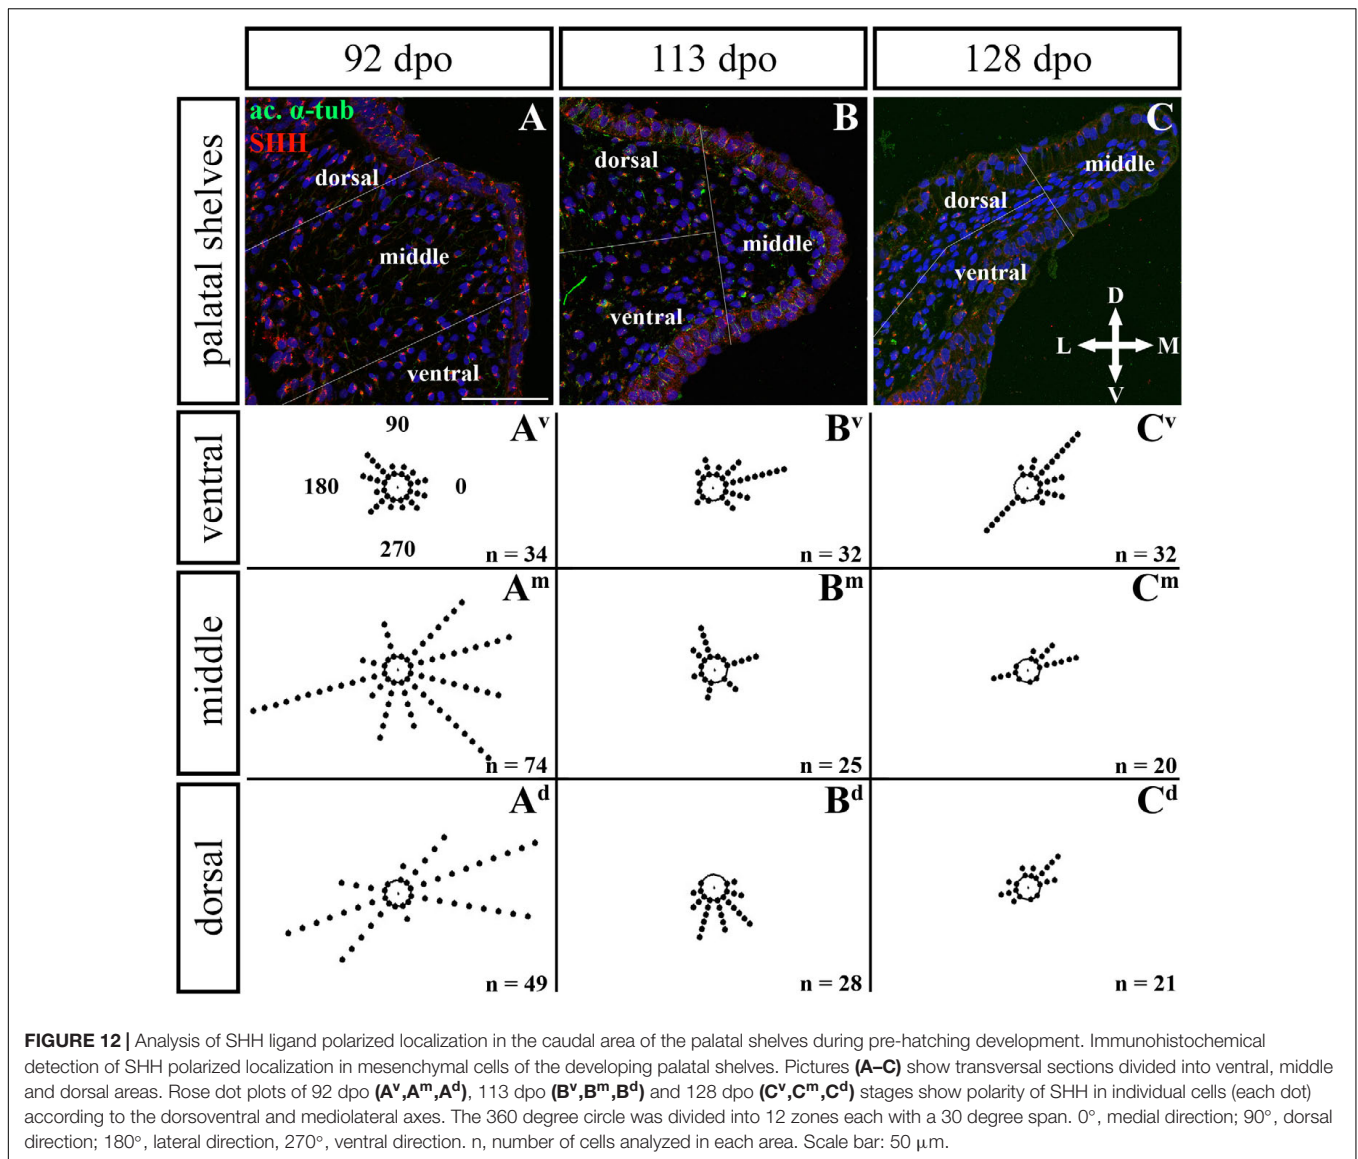 92 dpo
113 dpo
128 dpo
palatal shelves
ac. α-tub
SHH
A
dorsal
middle
ventral
B
dorsal
middle
ventral
C
middle
dorsal
ventral
D
L
M
V
ventral
90
180
0
270
Aᵛ
n = 34
Bᵛ
n = 32
Cᵛ
n = 32
middle
Aᵐ
n = 74
Bᵐ
n = 25
Cᵐ
n = 20
dorsal
Aᵈ
n = 49
Bᵈ
n = 28
Cᵈ
n = 21
FIGURE 12 | Analysis of SHH ligand polarized localization in the caudal area of the palatal shelves during pre-hatching development. Immunohistochemical
detection of SHH polarized localization in mesenchymal cells of the developing palatal shelves. Pictures (A–C) show transversal sections divided into ventral, middle
and dorsal areas. Rose dot plots of 92 dpo (Aᵛ,Aᵐ,Aᵈ), 113 dpo (Bᵛ,Bᵐ,Bᵈ) and 128 dpo (Cᵛ,Cᵐ,Cᵈ) stages show polarity of SHH in individual cells (each dot)
according to the dorsoventral and mediolateral axes. The 360 degree circle was divided into 12 zones each with a 30 degree span. 0°, medial direction; 90°, dorsal
direction; 180°, lateral direction, 270°, ventral direction. n, number of cells analyzed in each area. Scale bar: 50 μm.